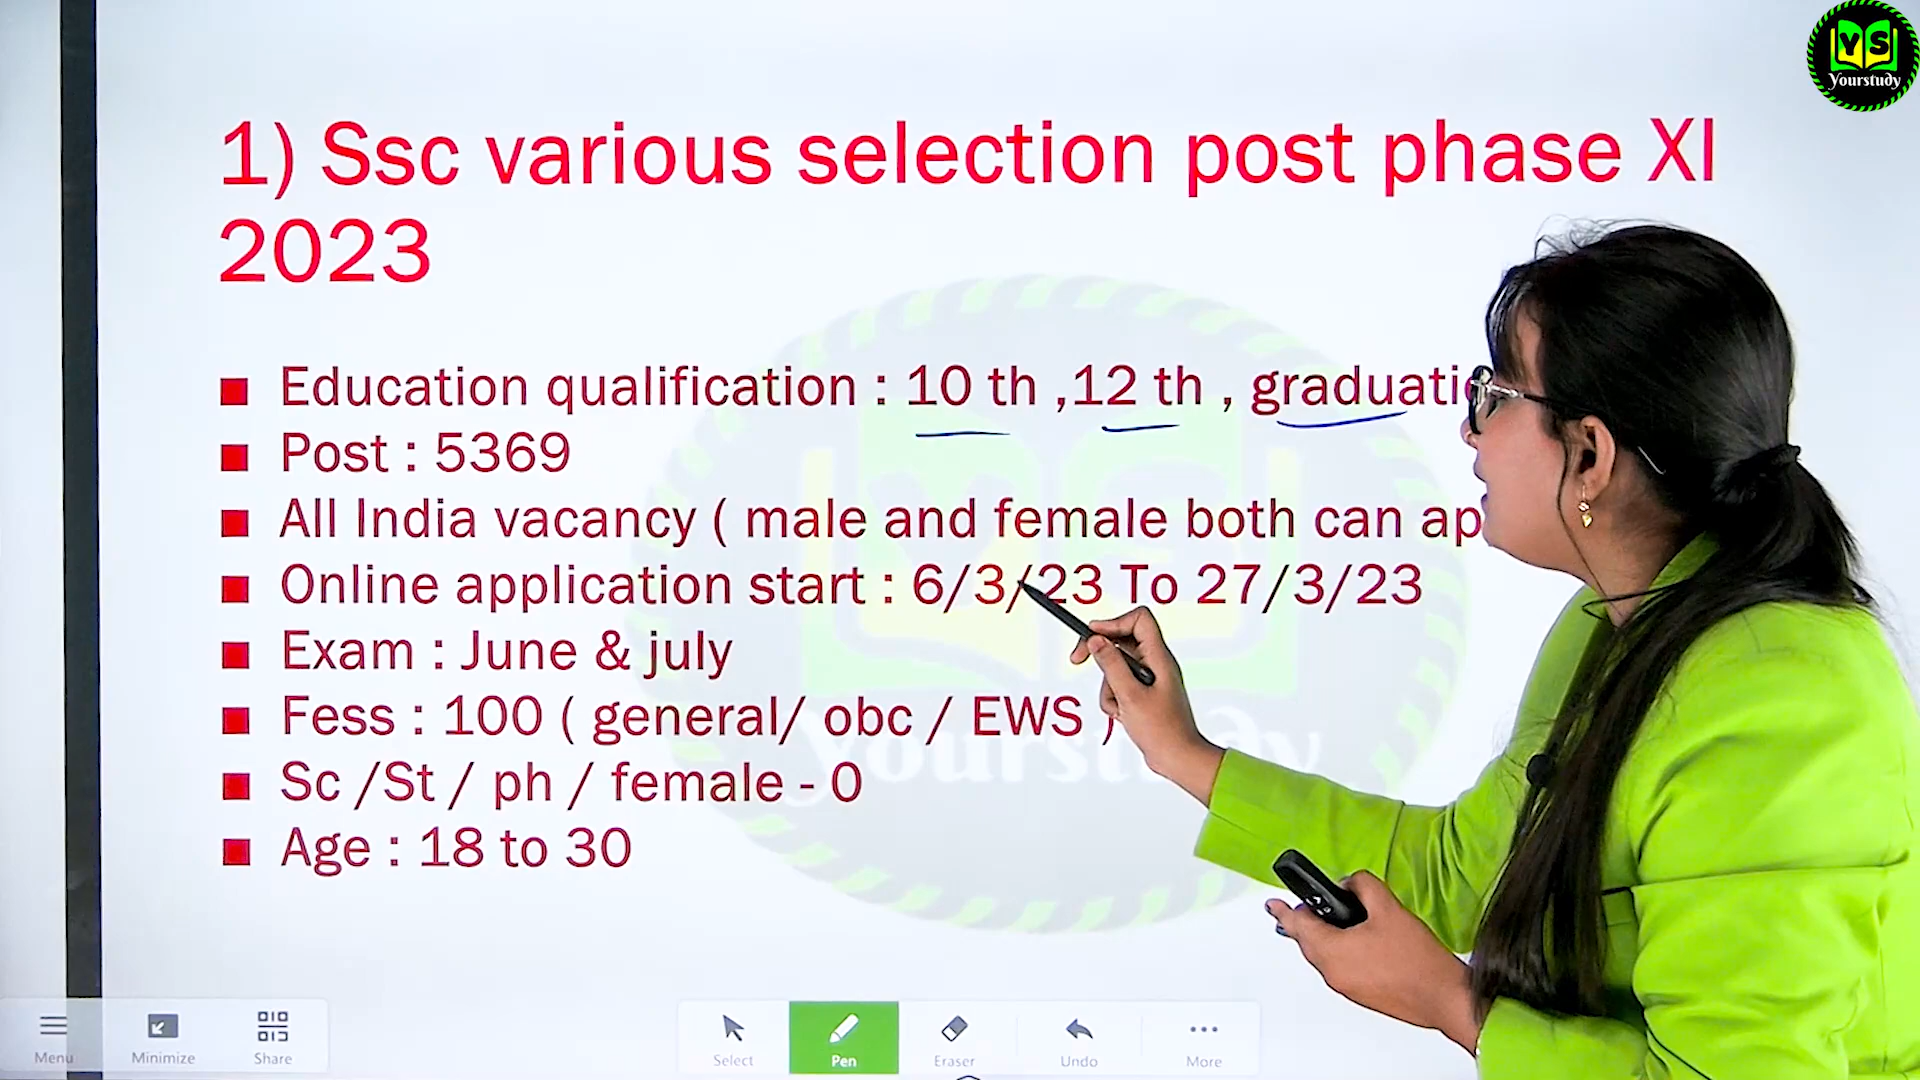 YS
Yourstudy
1) Ssc various selection post phase XI
2023
Education qualification : 10 th ,12 th ,
Post : 5369
All India vacancy ( male and female both can
Online application start : 6/3/23 To 27/3/23
Exam : June & july
Fess : 100 ( general/ obc / EWS )
Sc /St / ph / female - 0
Age : 18 to 30
Yourstudy
Menu
Minimize
Share
Select
Pen
Eraser
Undo
More